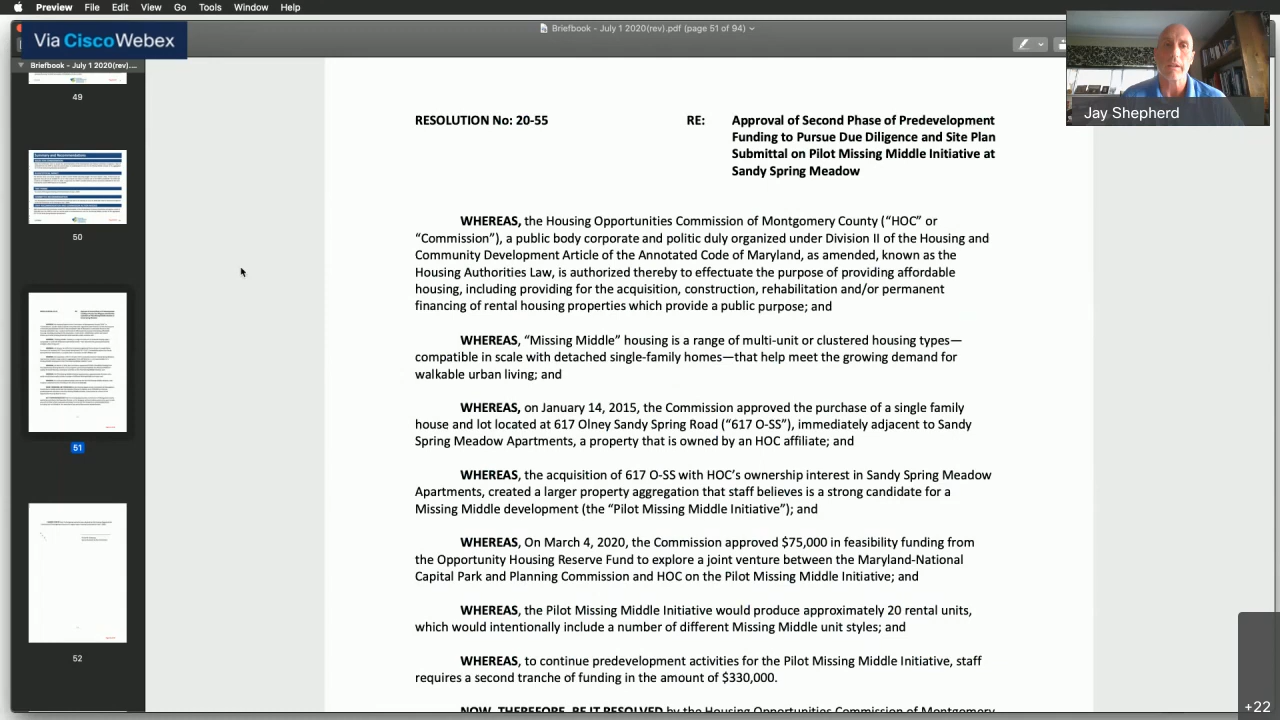 Preview File Edit View Go Tools Window Help
Via CiscoWebex
Briefbook - July 1 2020(rev).pdf (page 51 of 94)
Jay Shepherd
Briefbook - July 1 2020(rev)....
49
Summary and Recommendations
50
51
52
RESOLUTION No: 20-55 RE: Approval of Second Phase of Predevelopment
Funding to Pursue Due Diligence and Site Plan
Submittal on Pilot Missing Middle Initiative at
Sandy Spring Meadow
WHEREAS, the Housing Opportunities Commission of Montgomery County (“HOC” or
“Commission”), a public body corporate and politic duly organized under Division II of the Housing and
Community Development Article of the Annotated Code of Maryland, as amended, known as the
Housing Authorities Law, is authorized thereby to effectuate the purpose of providing affordable
housing, including providing for the acquisition, construction, rehabilitation and/or permanent
financing of rental housing properties which provide a public purpose; and
WHEREAS, “Missing Middle” housing is a range of multi-unit or clustered housing types—
compatible in scale with detached single-family homes—that help meet the growing demand for
walkable urban living; and
WHEREAS, on January 14, 2015, the Commission approved the purchase of a single family
house and lot located at 617 Olney Sandy Spring Road (“617 O-SS”), immediately adjacent to Sandy
Spring Meadow Apartments, a property that is owned by an HOC affiliate; and
WHEREAS, the acquisition of 617 O-SS with HOC’s ownership interest in Sandy Spring Meadow
Apartments, created a larger property aggregation that staff believes is a strong candidate for a
Missing Middle development (the “Pilot Missing Middle Initiative”); and
WHEREAS, On March 4, 2020, the Commission approved $75,000 in feasibility funding from
the Opportunity Housing Reserve Fund to explore a joint venture between the Maryland-National
Capital Park and Planning Commission and HOC on the Pilot Missing Middle Initiative; and
WHEREAS, the Pilot Missing Middle Initiative would produce approximately 20 rental units,
which would intentionally include a number of different Missing Middle unit styles; and
WHEREAS, to continue predevelopment activities for the Pilot Missing Middle Initiative, staff
requires a second tranche of funding in the amount of $330,000.
NOW, THEREFORE, BE IT RESOLVED by the Housing Opportunities Commission of Montgomery
+22